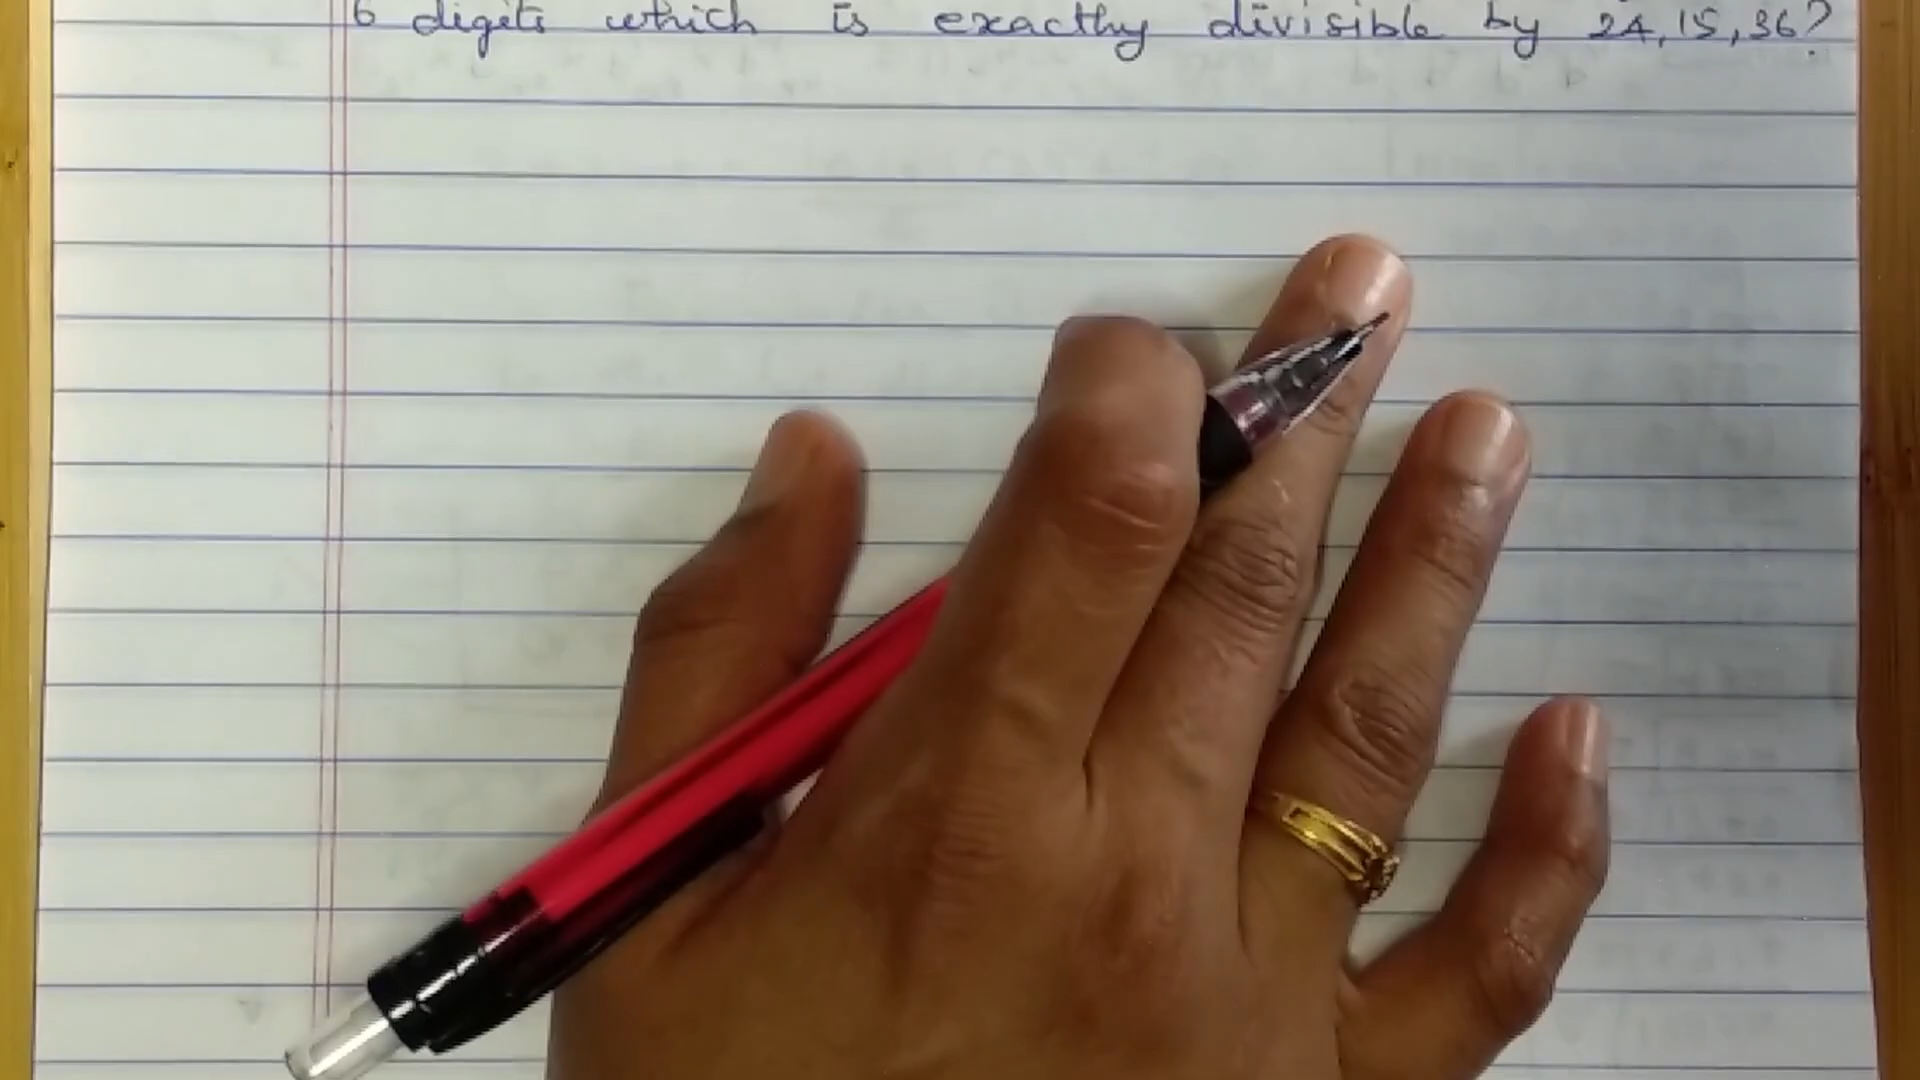 6 digits which is exactly divisible by 24,15,36?